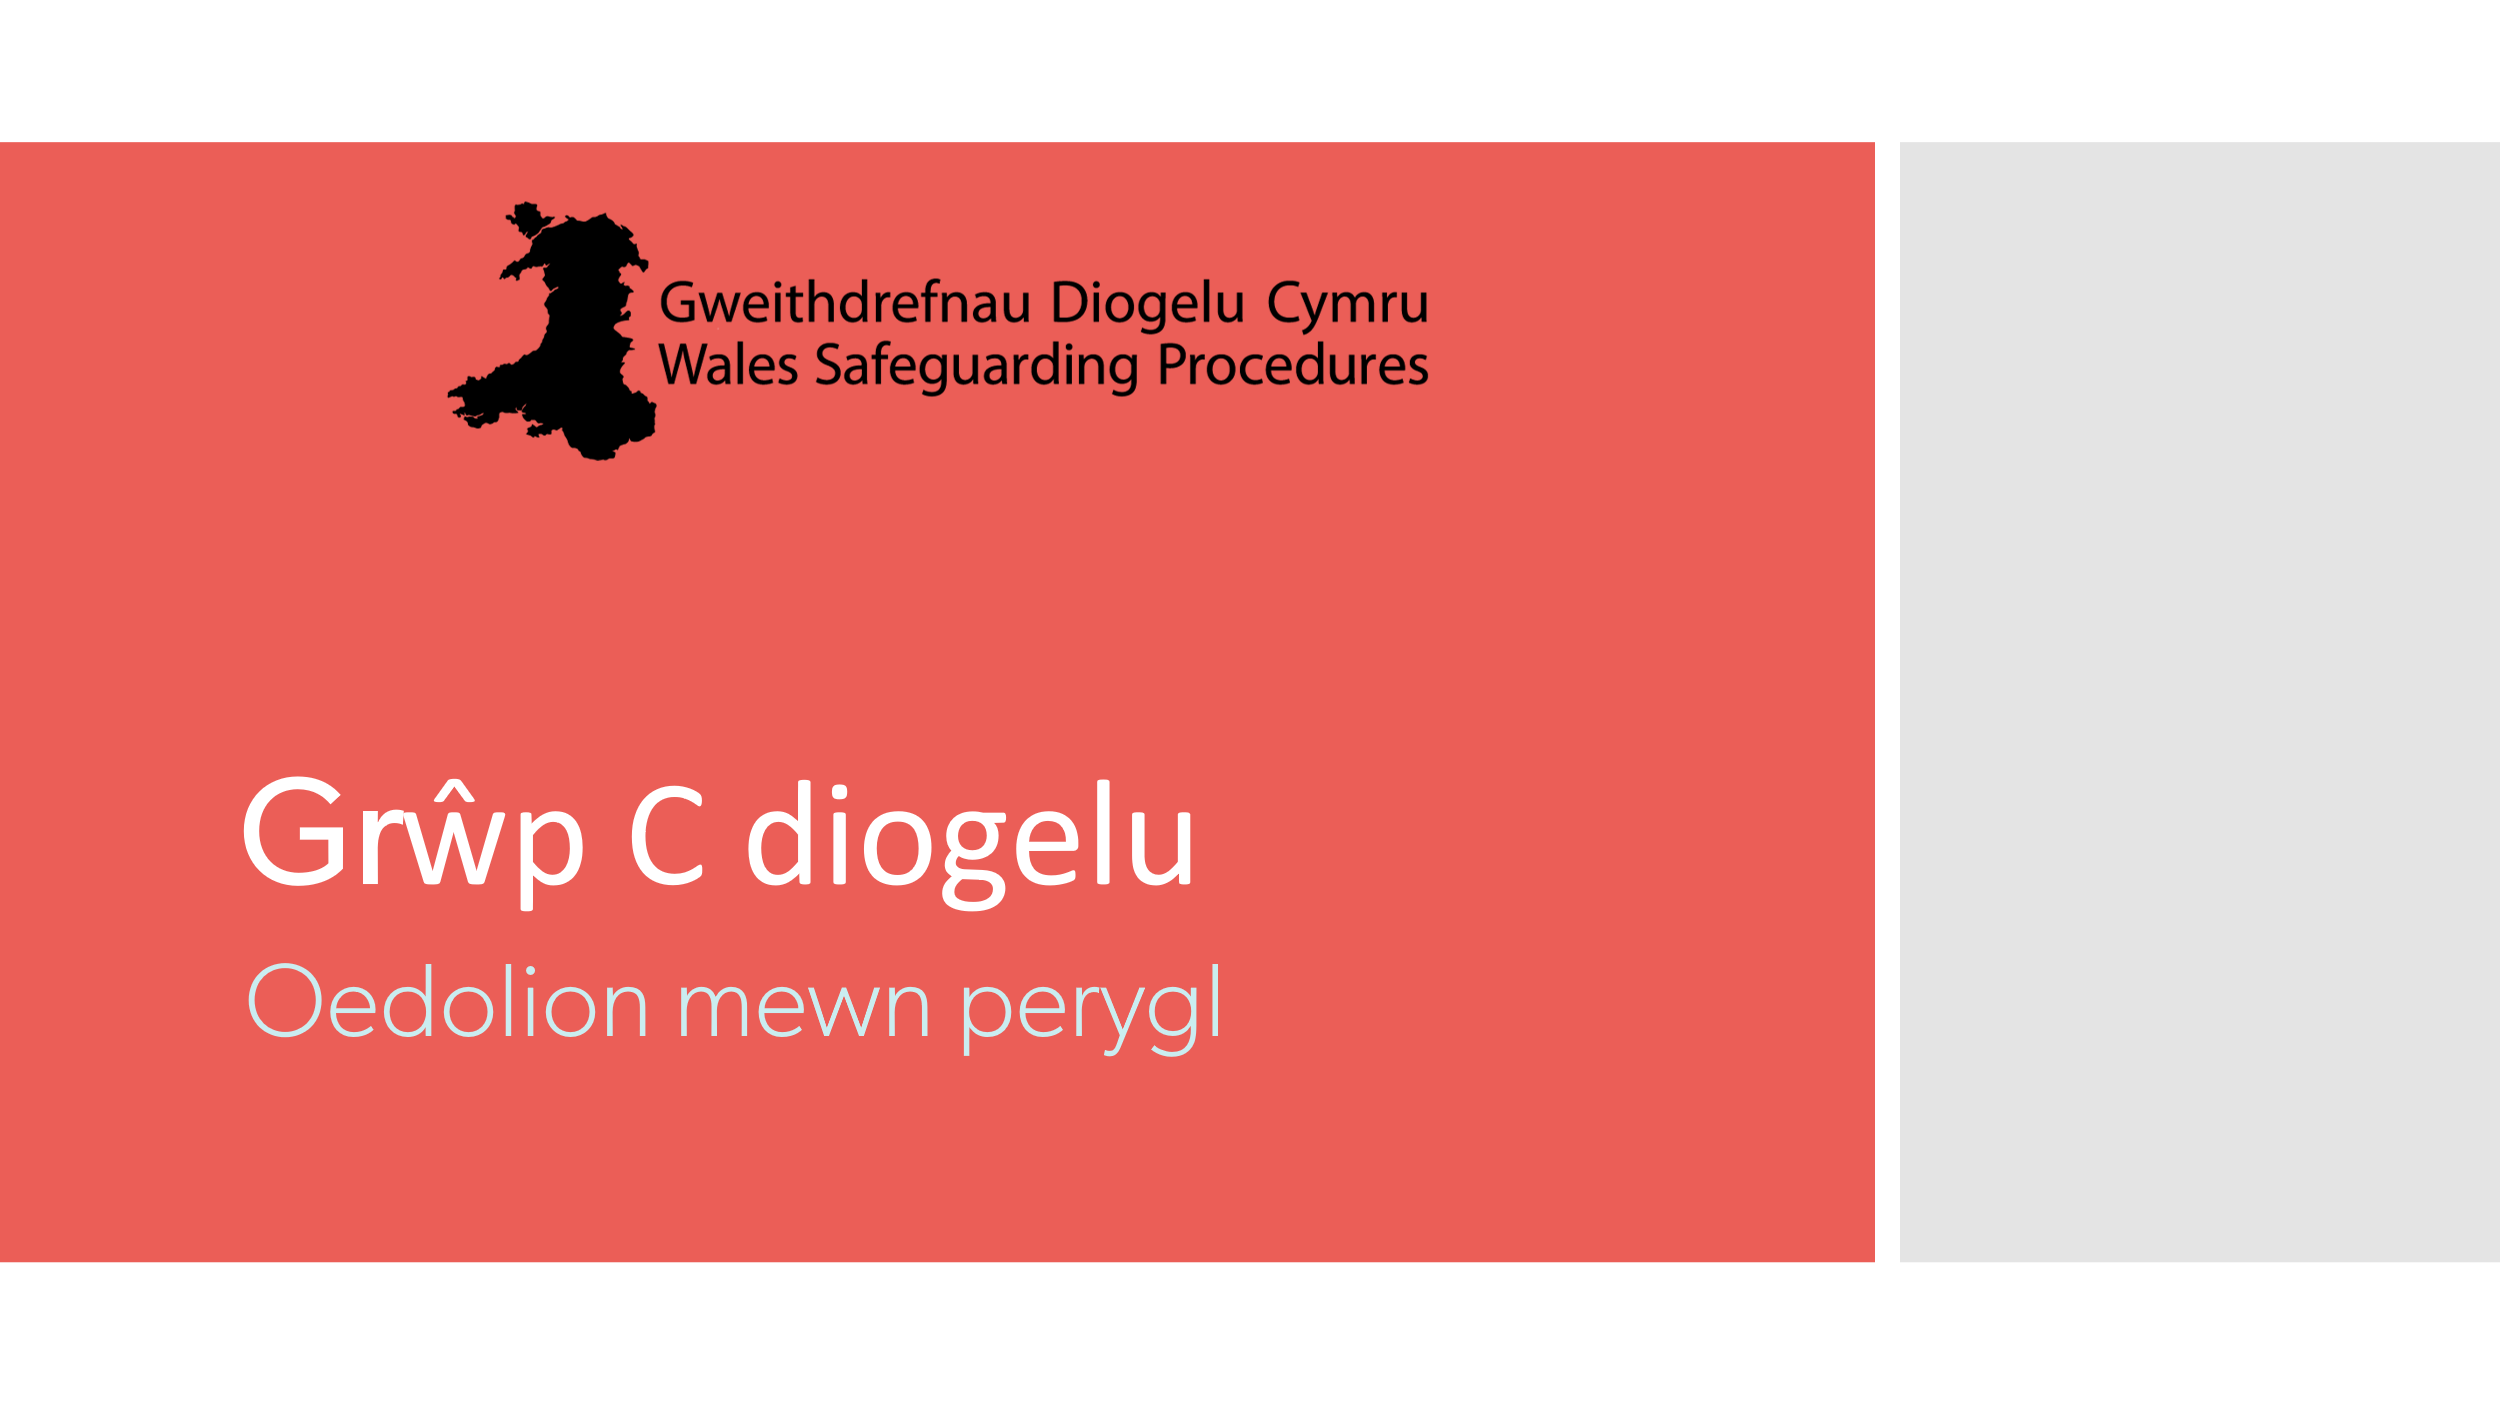 Gweithdrefnau Diogelu Cymru
Wales Safeguarding Procedures
Grŵp C diogelu
Oedolion mewn perygl